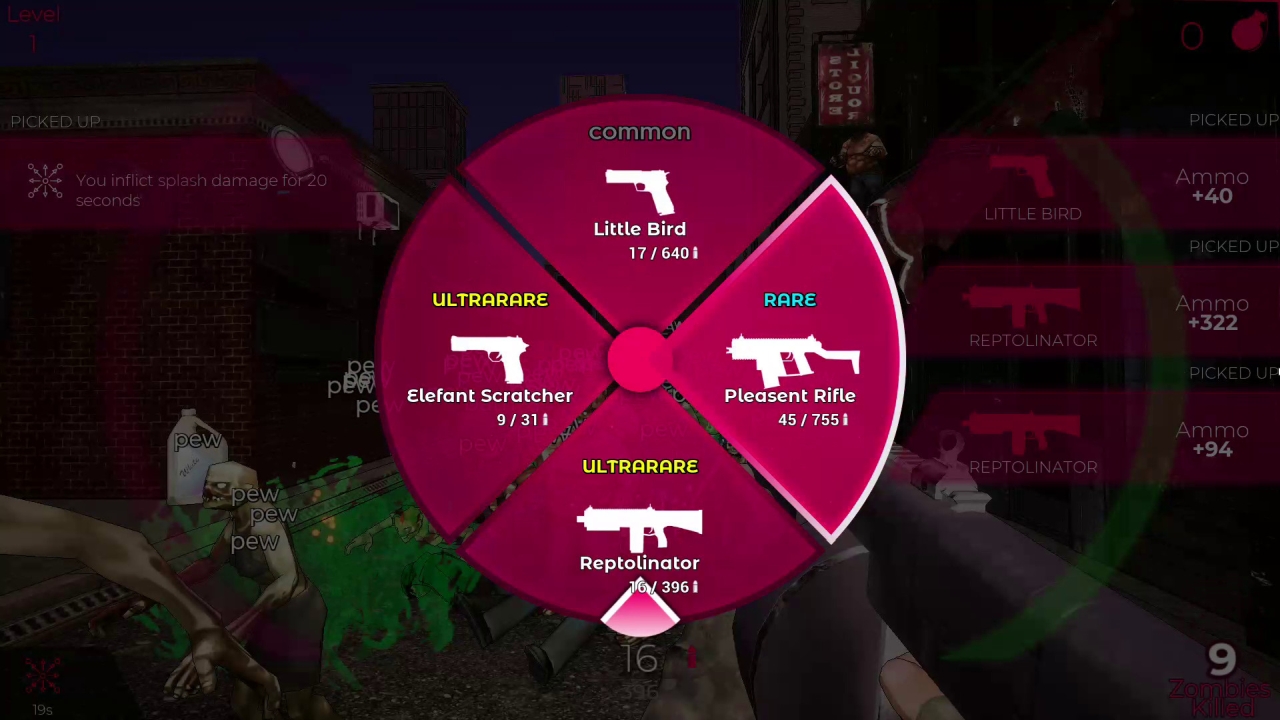 Level
1
0
PICKED UP
You inflict splash damage for 20
seconds
common
Little Bird
17 / 640
ULTRARARE
Elefant Scratcher
9 / 31
RARE
Pleasent Rifle
45 / 755
ULTRARARE
Reptolinator
16 / 396
PICKED UP
LITTLE BIRD
Ammo
+40
PICKED UP
REPTOLINATOR
Ammo
+322
PICKED UP
REPTOLINATOR
Ammo
+94
LIQUOR
STORE
pew
pew
pew
pew
pew
pew
pew
16
396
19s
9
Zombies
Killed